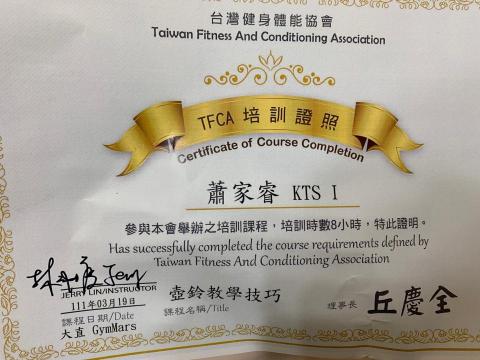 台灣健身體能協會
Taiwan Fitness And Conditioning Association
TFCA 培訓證照
Certificate of Course Completion
蕭家睿 KTS I
參與本會舉辦之培訓課程，培訓時數8小時，特此證明。
Has successfully completed the course requirements defined by
Taiwan Fitness And Conditioning Association
JERRY LIN/INSTRUCTOR
111年03月19日
課程日期/Date
大直 GymMars
壺鈴教學技巧
課程名稱/Title
理事長 丘慶全